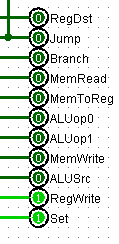 0 RegDst
0 Jump
0 Branch
0 MemRead
0 MemToReg
0 ALUop0
0 ALUop1
0 MemWrite
0 ALUSrc
1 RegWrite
1 Set